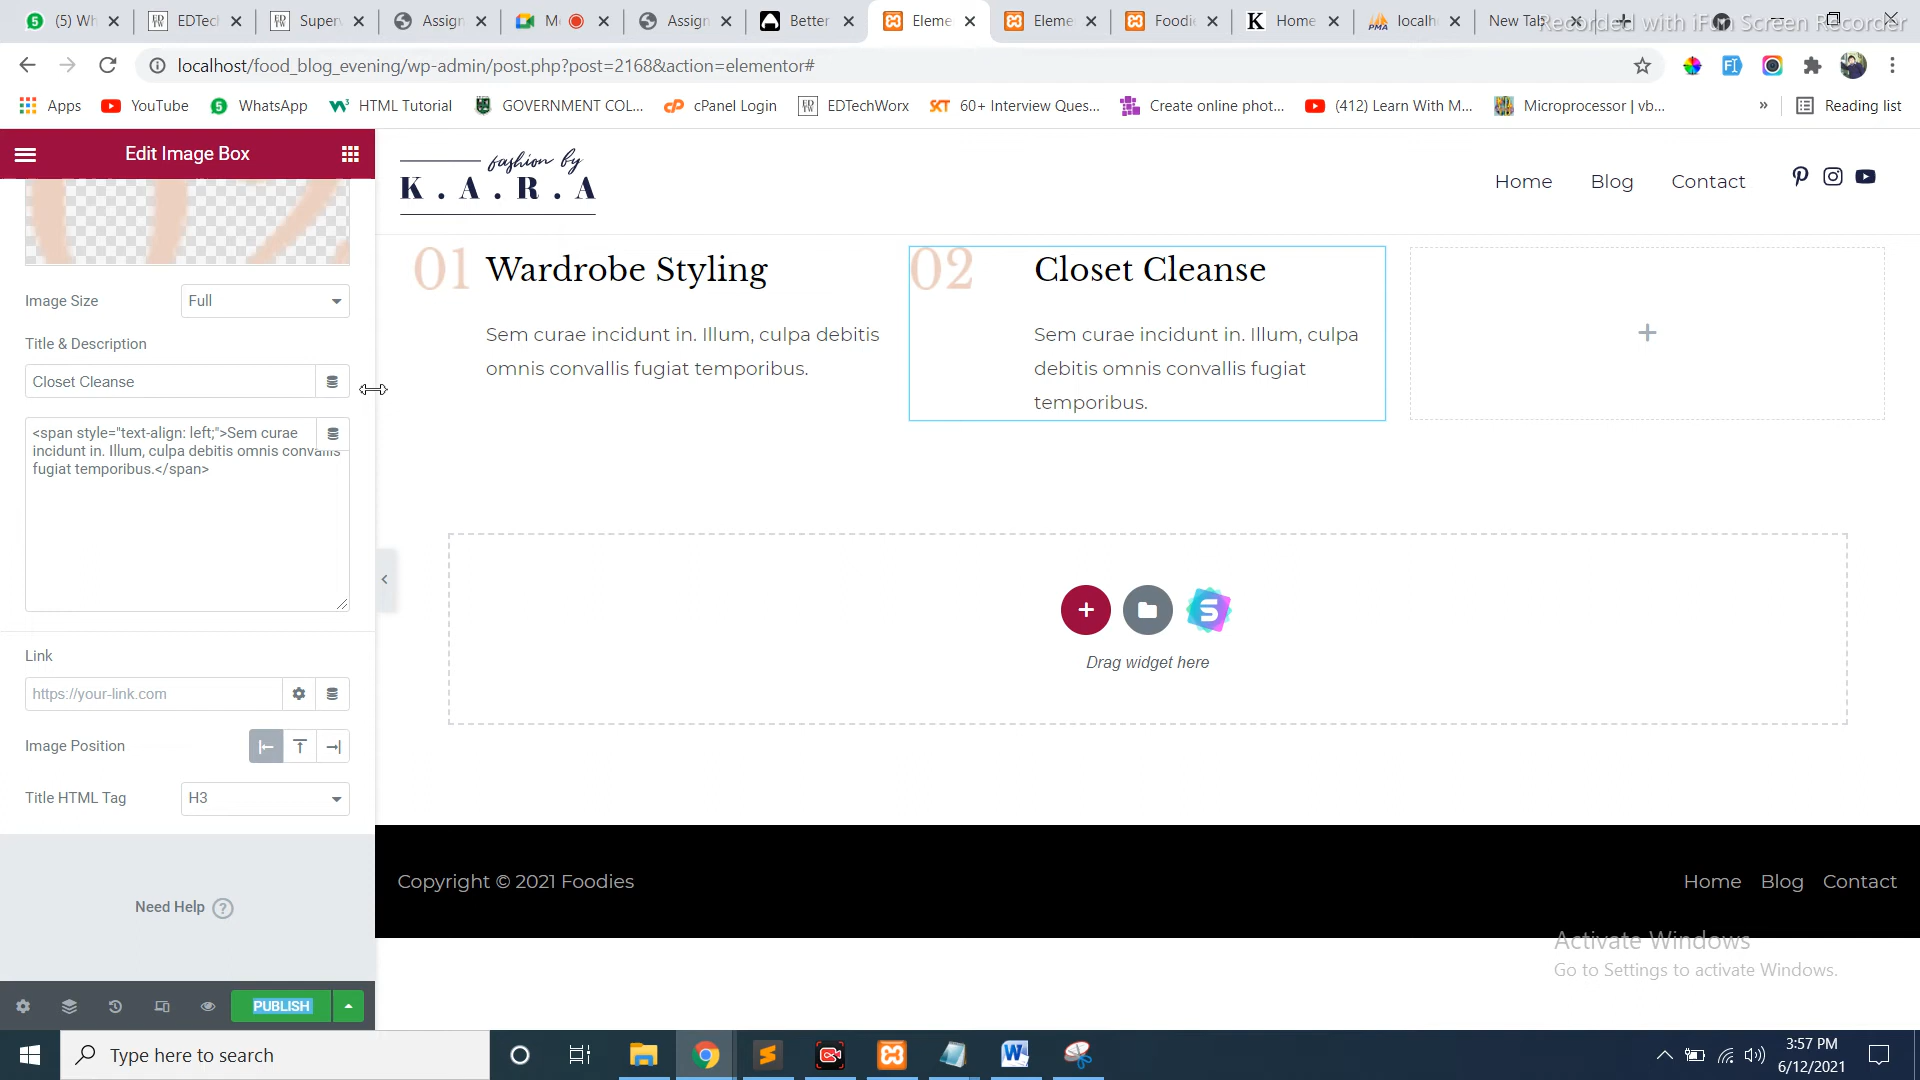 (5) Wh
EDTec
Superv
Assign
M
Assign
Better
Eleme
Eleme
Foodie
Home
localh
New Tab
Recorded with iFun Screen Recorder
localhost/food_blog_evening/wp-admin/post.php?post=2168&action=elementor#
Apps
YouTube
WhatsApp
HTML Tutorial
GOVERNMENT COL...
cPanel Login
EDTechWorx
60+ Interview Ques...
Create online phot...
(412) Learn With M...
Microprocessor | vb...
»
Reading list
Edit Image Box
fashion by
K . A . R . A
Home
Blog
Contact
Image Size
Full
Title & Description
Closet Cleanse
<span style="text-align: left;">Sem curae
incidunt in. Illum, culpa debitis omnis convallis
fugiat temporibus.</span>
Link
https://your-link.com
Image Position
Title HTML Tag
H3
Need Help
PUBLISH
01
Wardrobe Styling
Sem curae incidunt in. Illum, culpa debitis
omnis convallis fugiat temporibus.
02
Closet Cleanse
Sem curae incidunt in. Illum, culpa
debitis omnis convallis fugiat
temporibus.
Drag widget here
Copyright © 2021 Foodies
Home
Blog
Contact
Activate Windows
Go to Settings to activate Windows.
Type here to search
3:57 PM
6/12/2021